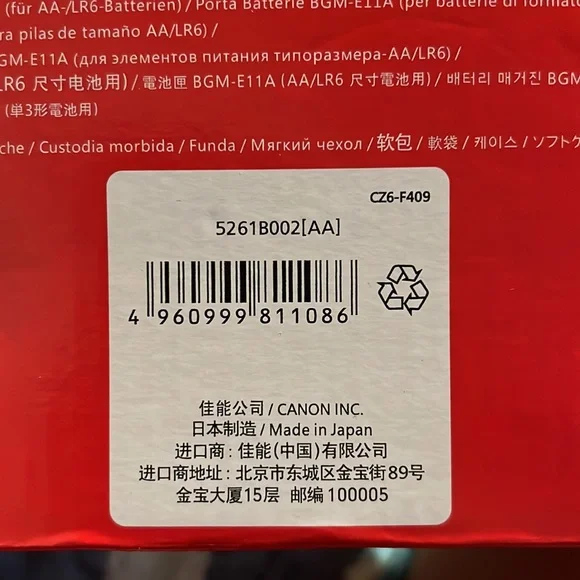 (für AA-/LR6-Batterien) / Porta Batterie BGM-E11A (per batterie di formato
ra pilas de tamaño AA/LR6) /
GM-E11A (для элементов питания типоразмера-AA/LR6) /
LR6 尺寸电池用) / 電池匣 BGM-E11A (AA/LR6 尺寸電池用) / 배터리 매거진 BGM
(単3形電池用)
che / Custodia morbida / Funda / Мягкий чехол / 软包 / 軟袋 / 케이스 / ソフトケ
CZ6-F409
5261B002[AA]
4 960999 811086
佳能公司 / CANON INC.
日本制造 / Made in Japan
进口商: 佳能(中国)有限公司
进口商地址: 北京市东城区金宝街89号
金宝大厦15层 邮编100005